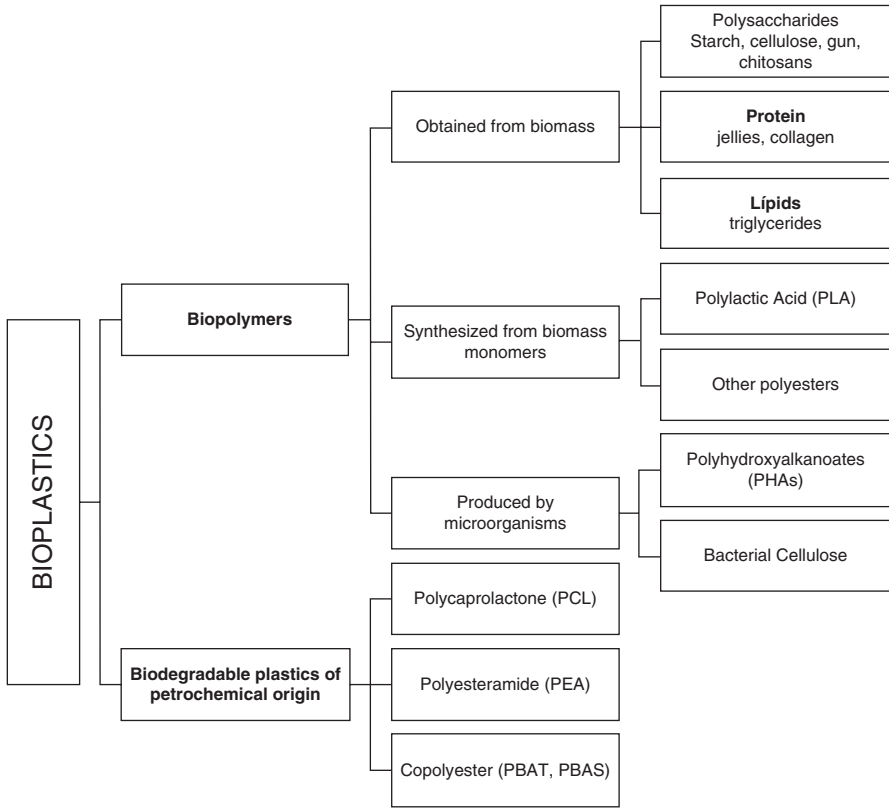 BIOPLASTICS
Biopolymers
Obtained from biomass
Polysaccharides
Starch, cellulose, gun,
chitosans
Protein
jellies, collagen
Lípids
triglycerides
Synthesized from biomass
monomers
Polylactic Acid (PLA)
Other polyesters
Produced by
microorganisms
Polyhydroxyalkanoates
(PHAs)
Bacterial Cellulose
Biodegradable plastics of
petrochemical origin
Polycaprolactone (PCL)
Polyesteramide (PEA)
Copolyester (PBAT, PBAS)